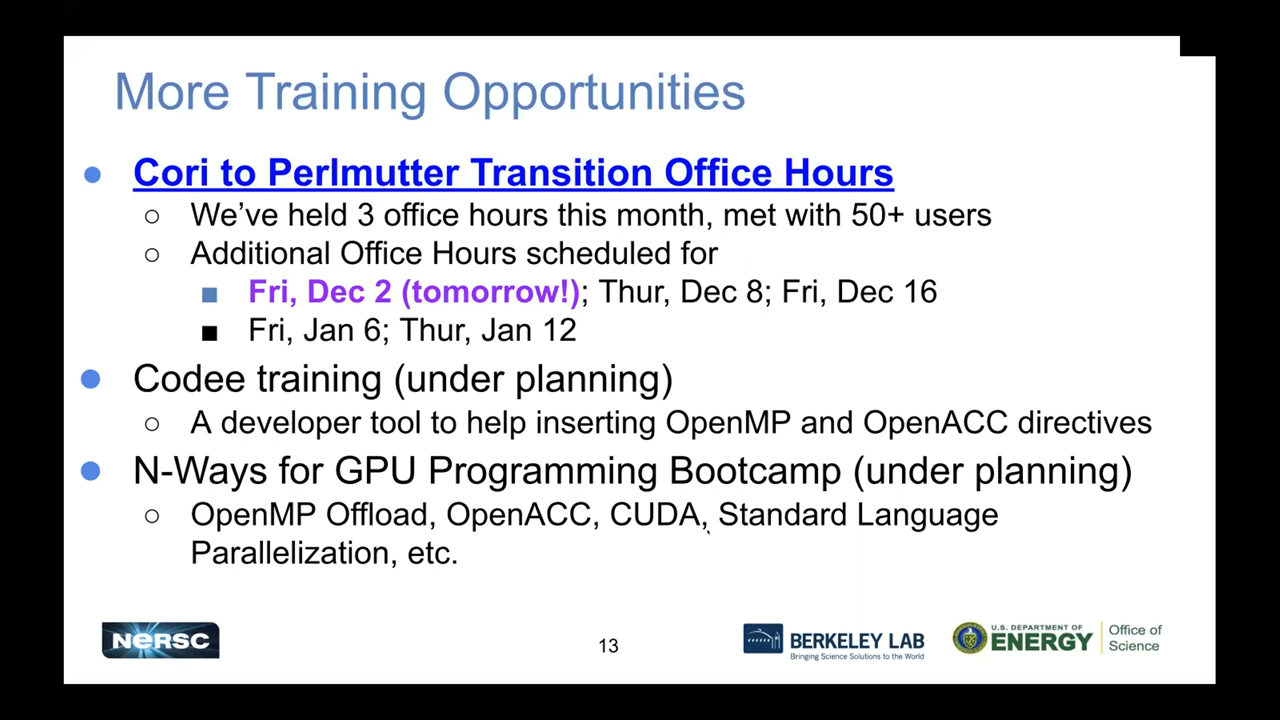 More Training Opportunities
● Cori to Perlmutter Transition Office Hours
○ We’ve held 3 office hours this month, met with 50+ users
○ Additional Office Hours scheduled for
■ Fri, Dec 2 (tomorrow!); Thur, Dec 8; Fri, Dec 16
■ Fri, Jan 6; Thur, Jan 12
● Codee training (under planning)
○ A developer tool to help inserting OpenMP and OpenACC directives
● N-Ways for GPU Programming Bootcamp (under planning)
○ OpenMP Offload, OpenACC, CUDA, Standard Language
Parallelization, etc.
NERSC
13
BERKELEY LAB
Bringing Science Solutions to the World
U.S. DEPARTMENT OF
ENERGY
Office of
Science